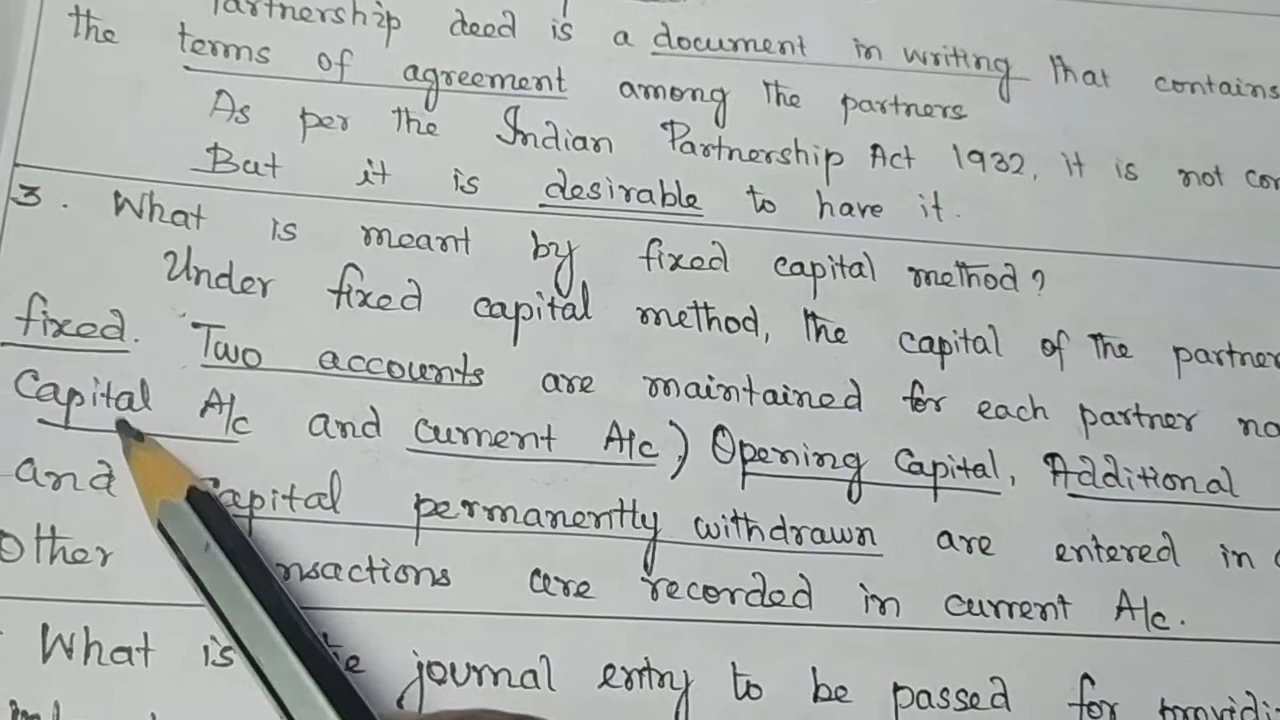 Partnership deed is a document in writing that contains
the terms of agreement among the partners
As per the Indian Partnership Act 1932, it is not
But it is desirable to have it.
3. What is meant by fixed capital method?
Under fixed capital method, the capital of the
fixed. Two accounts are maintained for each partner
Capital A/c and current A/c) Opening Capital, Additional
and permanently withdrawn are entered in
Other are recorded in current A/c.
What is journal entry to be passed for